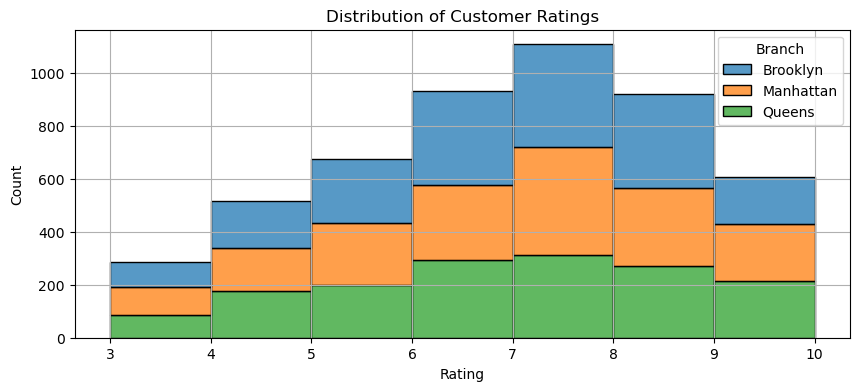 Distribution of Customer Ratings
Count
1000
800
600
400
200
0
Branch
Brooklyn
Manhattan
Queens
3 4 5 6 7 8 9 10
Rating